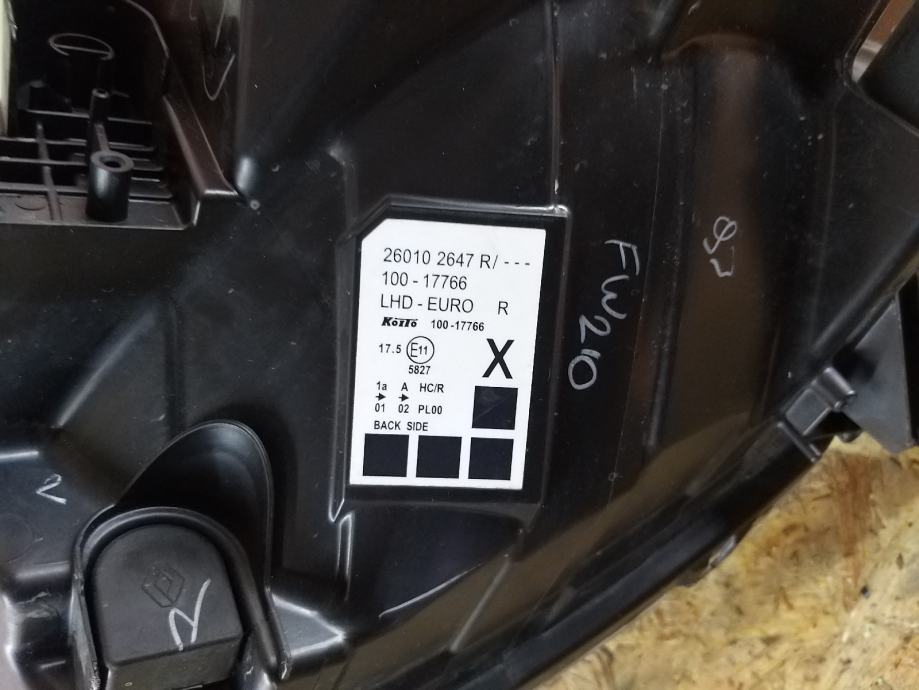 26010 2647 R/ - - -
100 - 17766
LHD - EURO R
KOITO 100-17766
17.5 E11 X
5827
1a A HC/R
01 02 PL00
BACK SIDE
FW210
2